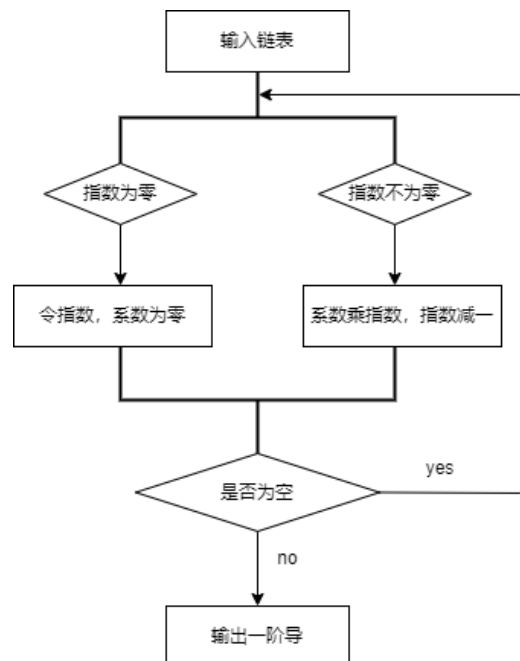 输入链表
指数为零
指数不为零
令指数，系数为零
系数乘指数，指数减一
是否为空
yes
no
输出一阶导